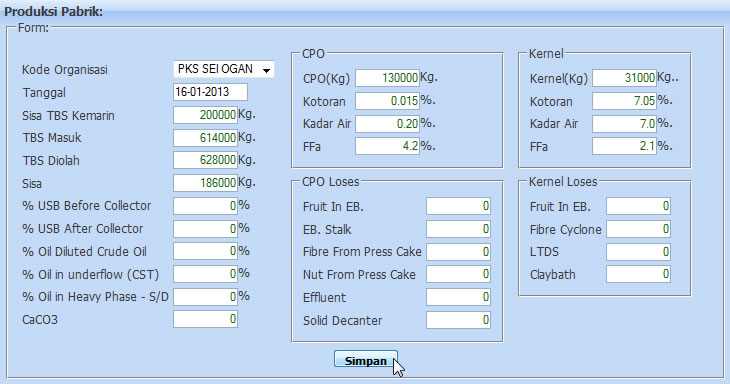 Produksi Pabrik:
Form:
Kode Organisasi PKS SEI OGAN
Tanggal 16-01-2013
Sisa TBS Kemarin 200000 Kg.
TBS Masuk 614000 Kg.
TBS Diolah 628000 Kg.
Sisa 186000 Kg.
% USB Before Collector 0 %
% USB After Collector 0 %
% Oil Diluted Crude Oil 0 %
% Oil in underflow (CST) 0 %
% Oil in Heavy Phase - S/D 0 %
CaCO3 0
CPO
CPO(Kg) 130000 Kg.
Kotoran 0.015 %.
Kadar Air 0.20 %.
FFa 4.2 %.
CPO Loses
Fruit In EB. 0
EB. Stalk 0
Fibre From Press Cake 0
Nut From Press Cake 0
Effluent 0
Solid Decanter 0
Kernel
Kernel(Kg) 31000 Kg..
Kotoran 7.05 %.
Kadar Air 7.0 %.
FFa 2.1 %.
Kernel Loses
Fruit In EB. 0
Fibre Cyclone 0
LTDS 0
Claybath 0
Simpan